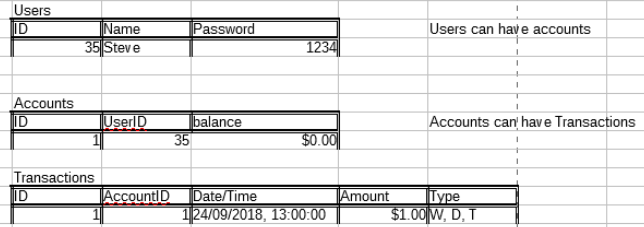 Users
ID Name Password Users can have accounts
35 Steve 1234
Accounts
ID UserID balance Accounts can have Transactions
1 35 $0.00
Transactions
ID AccountID Date/Time Amount Type
1 1 24/09/2018, 13:00:00 $1.00 W, D, T